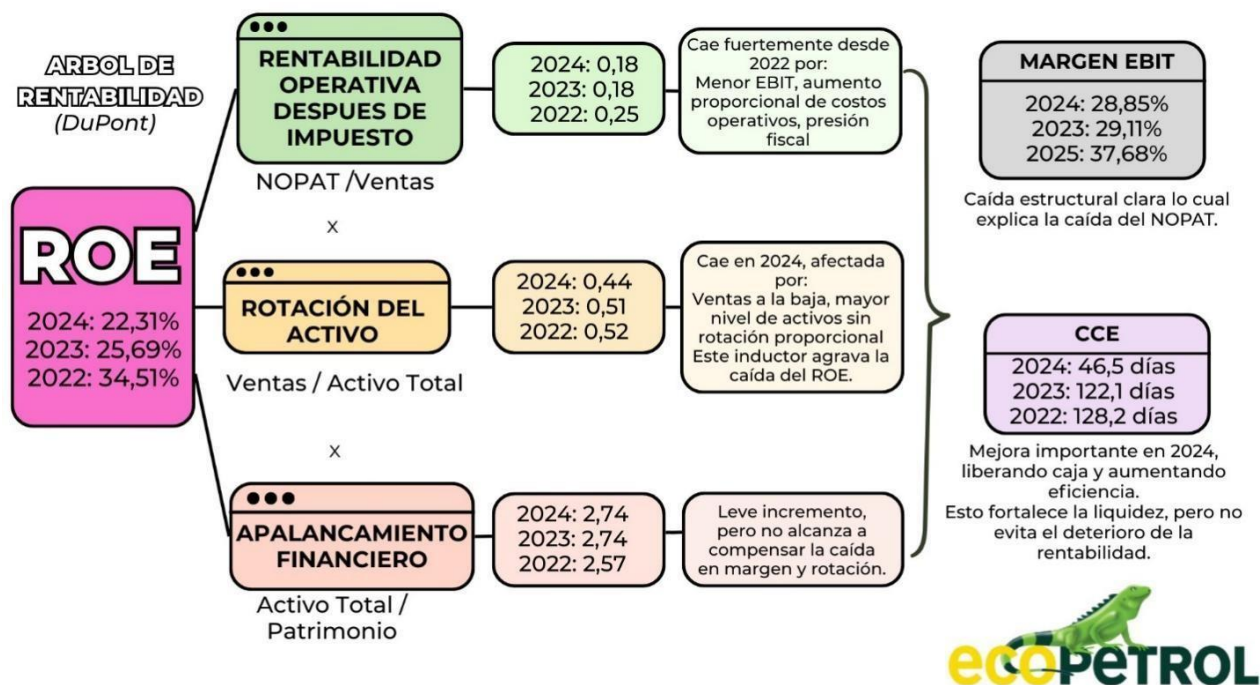 ARBOL DE
RENTABILIDAD
(DuPont)
ROE
2024: 22,31%
2023: 25,69%
2022: 34,51%
RENTABILIDAD
OPERATIVA
DESPUES DE
IMPUESTO
NOPAT /Ventas
2024: 0,18
2023: 0,18
2022: 0,25
Cae fuertemente desde
2022 por:
Menor EBIT, aumento
proporcional de costos
operativos, presión
fiscal
x
ROTACIÓN DEL
ACTIVO
Ventas / Activo Total
2024: 0,44
2023: 0,51
2022: 0,52
Cae en 2024, afectada
por:
Ventas a la baja, mayor
nivel de activos sin
rotación proporcional
Este inductor agrava la
caída del ROE.
x
APALANCAMIENTO
FINANCIERO
Activo Total /
Patrimonio
2024: 2,74
2023: 2,74
2022: 2,57
Leve incremento,
pero no alcanza a
compensar la caída
en margen y rotación.
MARGEN EBIT
2024: 28,85%
2023: 29,11%
2025: 37,68%
Caída estructural clara lo cual
explica la caída del NOPAT.
CCE
2024: 46,5 días
2023: 122,1 días
2022: 128,2 días
Mejora importante en 2024,
liberando caja y aumentando
eficiencia.
Esto fortalece la liquidez, pero no
evita el deterioro de la
rentabilidad.
ecoPeTROL